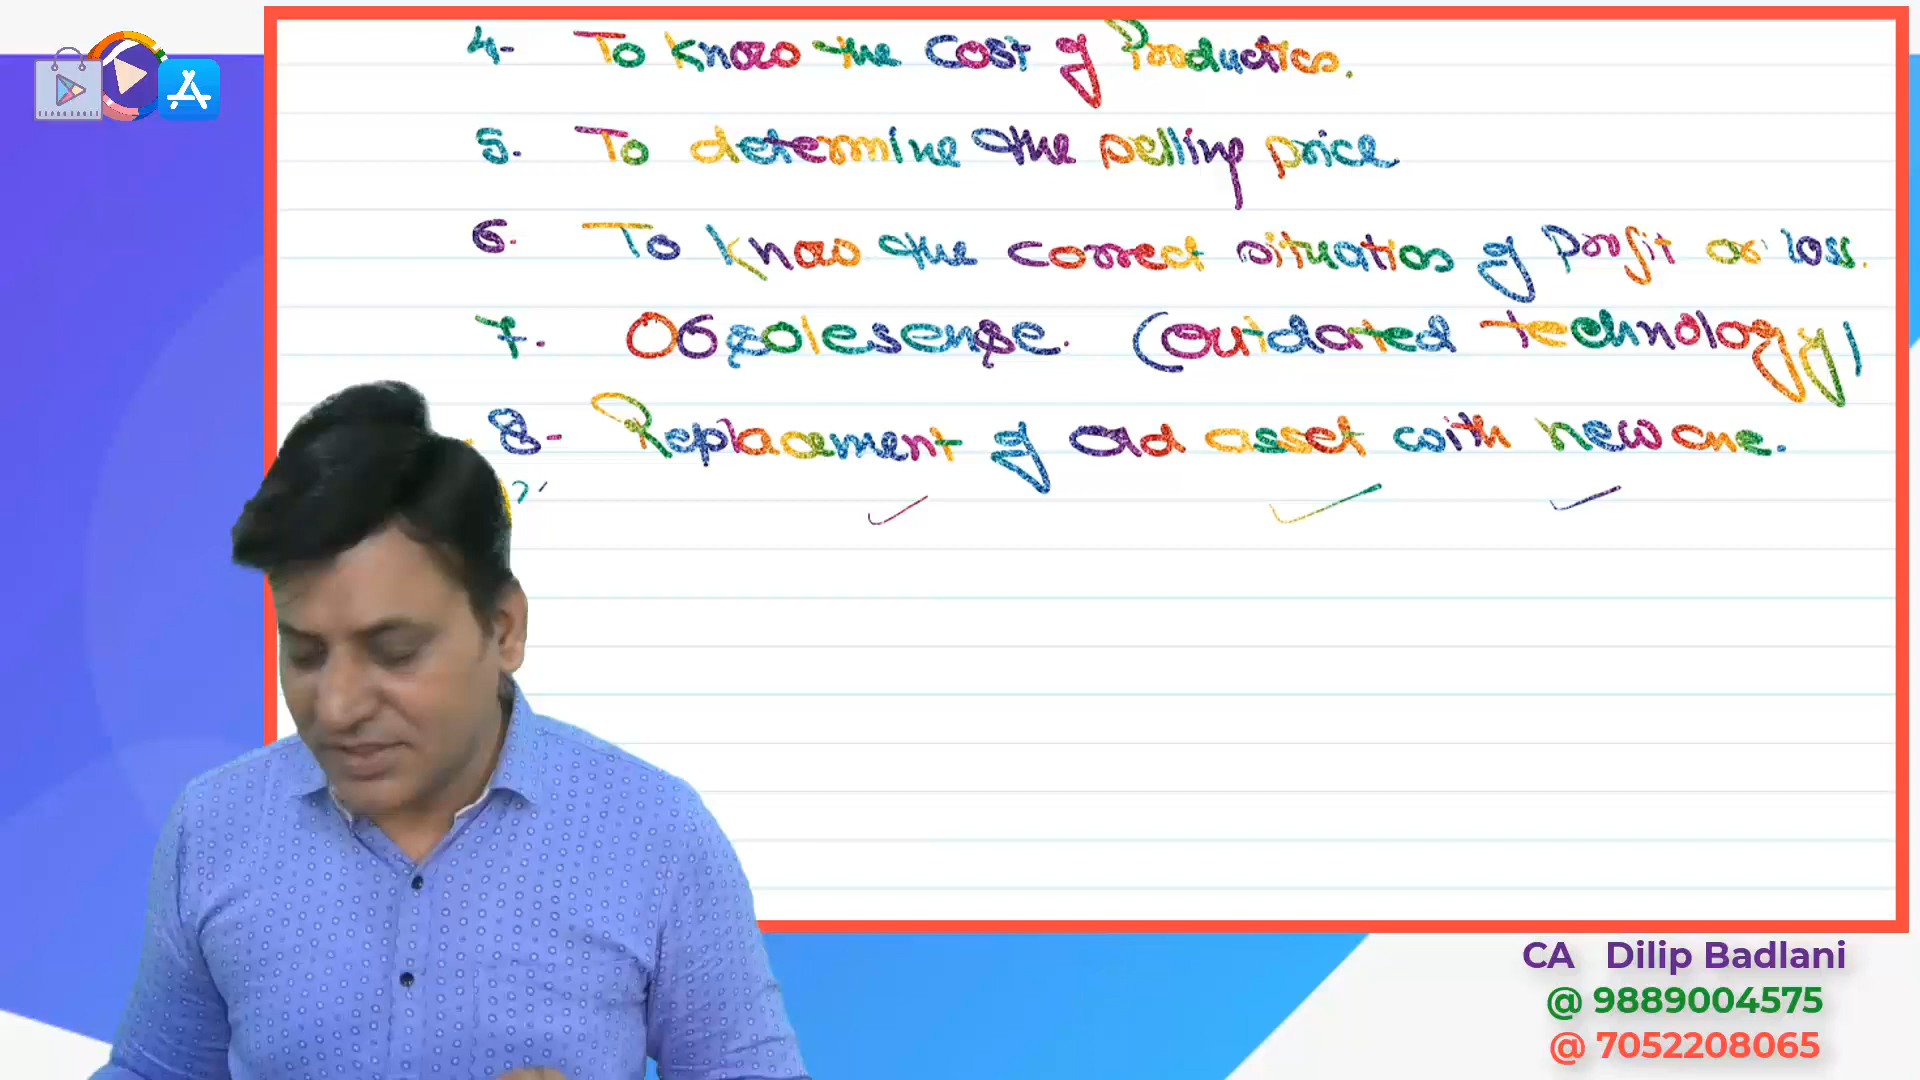 4- To know the cost of Production.
5. To determine the selling price
6. To know the correct situation of Profit or loss.
7. Obsolesense. (outdated technology)
8- Replacement of old asset with new one.
CA Dilip Badlani
@ 9889004575
@ 7052208065